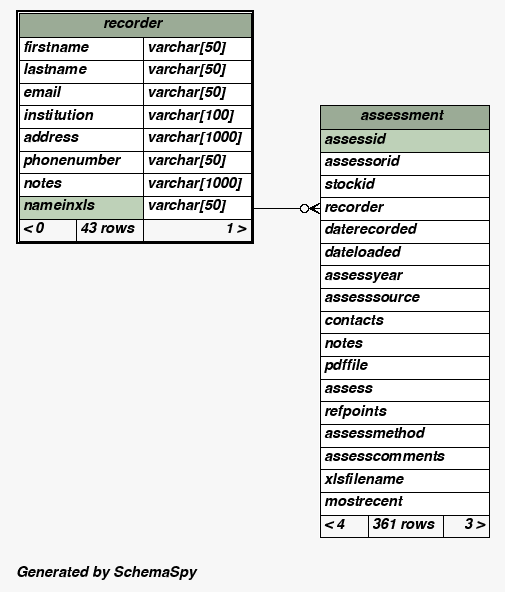 recorder
firstname varchar[50]
lastname varchar[50]
email varchar[50]
institution varchar[100]
address varchar[1000]
phonenumber varchar[50]
notes varchar[1000]
nameinxls varchar[50]
< 0 43 rows 1 >
assessment
assessid
assessorid
stockid
recorder
daterecorded
dateloaded
assessyear
assesssource
contacts
notes
pdffile
assess
refpoints
assessmethod
assesscomments
xlsfilename
mostrecent
< 4 361 rows 3 >
Generated by SchemaSpy